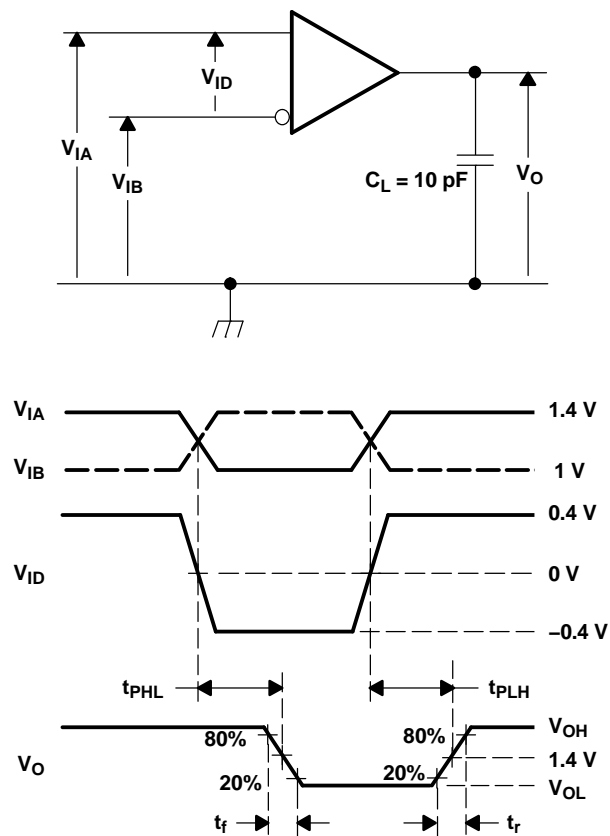 VID
VIA
VIB
CL = 10 pF
VO
VIA
1.4 V
VIB
1 V
0.4 V
VID
0 V
–0.4 V
tPHL
tPLH
VOH
80%
80%
1.4 V
VO
20%
20%
VOL
tf
tr